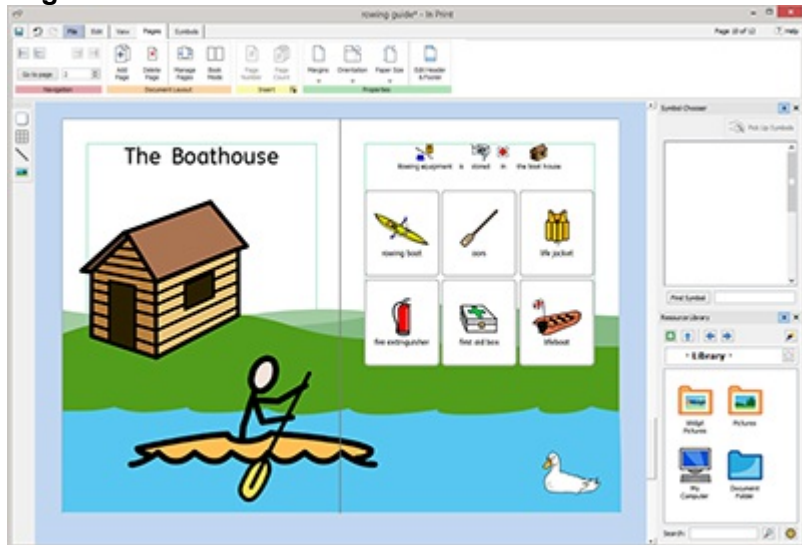 rowing guide* - In Print
File Edit View Pages Symbols
Page 10 of 12
Help
Go to page 1
Add Page
Delete Page
Manage Pages
Book Mode
Page Number
Page Count
Margins
Orientation
Paper Size
Edit Header & Footer
Navigation
Document Layout
Insert
Properties
The Boathouse
Rowing equipment is stored in the boat house
rowing boat
oars
life jacket
fire extinguisher
first aid box
lifeboat
Symbol Chooser
Pick Up Symbols
Find Symbol
Resource Library
Library
Widgit Pictures
Pictures
My Computer
Document Folder
Search: